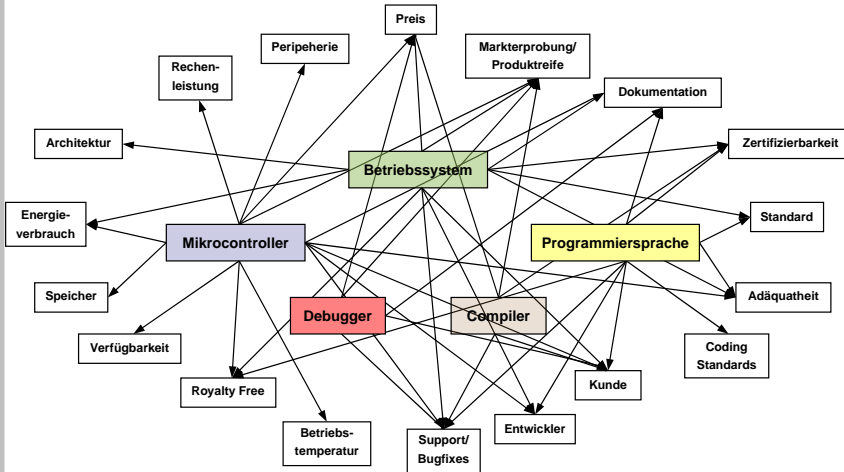 Preis
Peripeherie
Markterprobung/
Produktreife
Rechen-
leistung
Dokumentation
Architektur
Zertifizierbarkeit
Betriebssystem
Energie-
verbrauch
Standard
Mikrocontroller
Programmiersprache
Speicher
Adäquatheit
Debugger
Compiler
Verfügbarkeit
Coding
Standards
Royalty Free
Kunde
Betriebs-
temperatur
Support/
Bugfixes
Entwickler